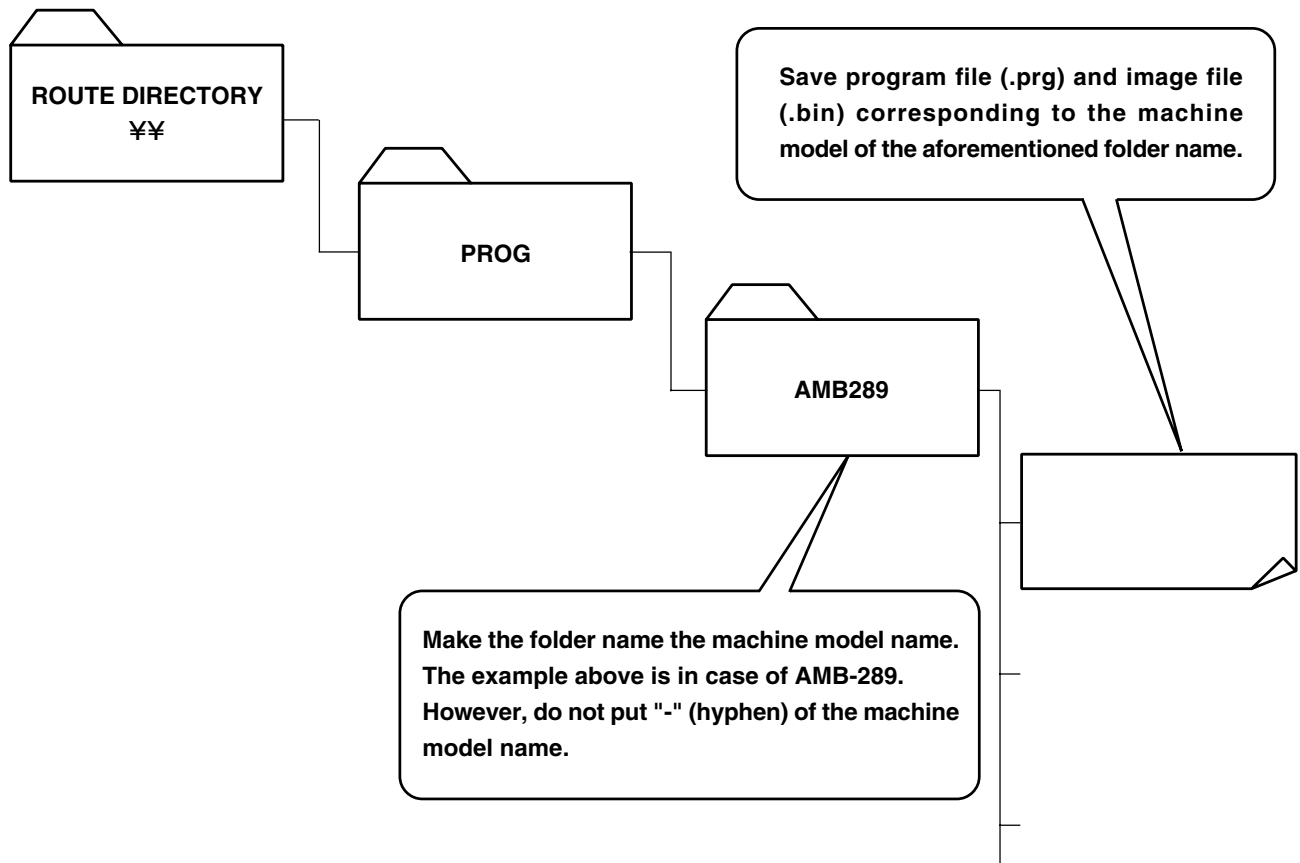 ROUTE DIRECTORY
¥¥
Save program file (.prg) and image file
(.bin) corresponding to the machine
model of the aforementioned folder name.
PROG
AMB289
Make the folder name the machine model name.
The example above is in case of AMB-289.
However, do not put "-" (hyphen) of the machine
model name.